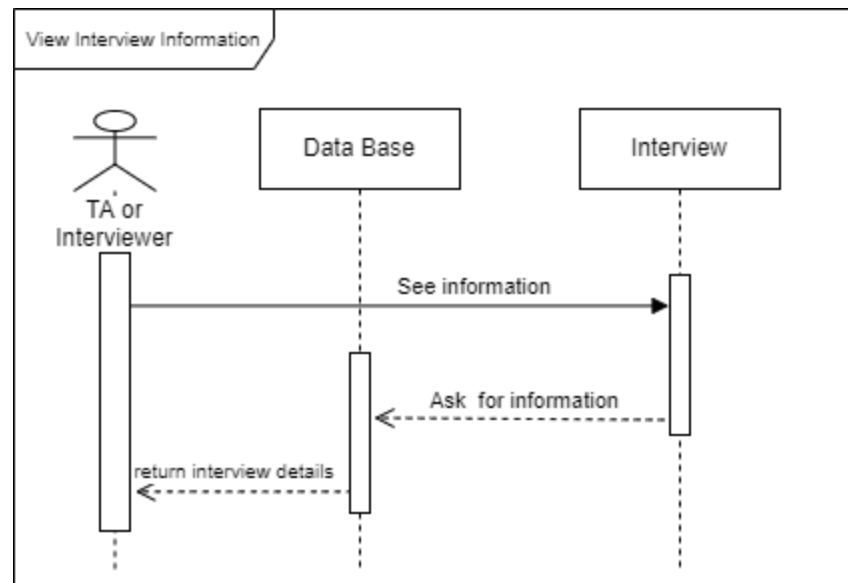 View Interview Information
Data Base
Interview
TA or
Interviewer
See information
Ask  for information
return interview details